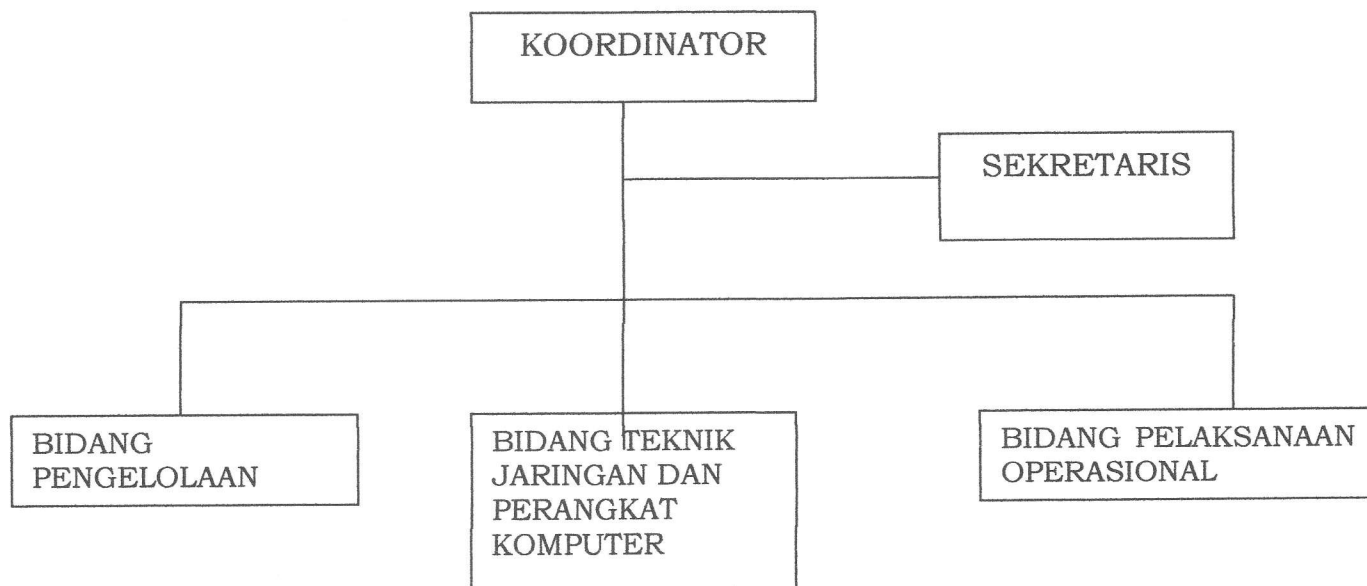 KOORDINATOR
SEKRETARIS
BIDANG
PENGELOLAAN
BIDANG TEKNIK
JARINGAN DAN
PERANGKAT
KOMPUTER
BIDANG PELAKSANAAN
OPERASIONAL